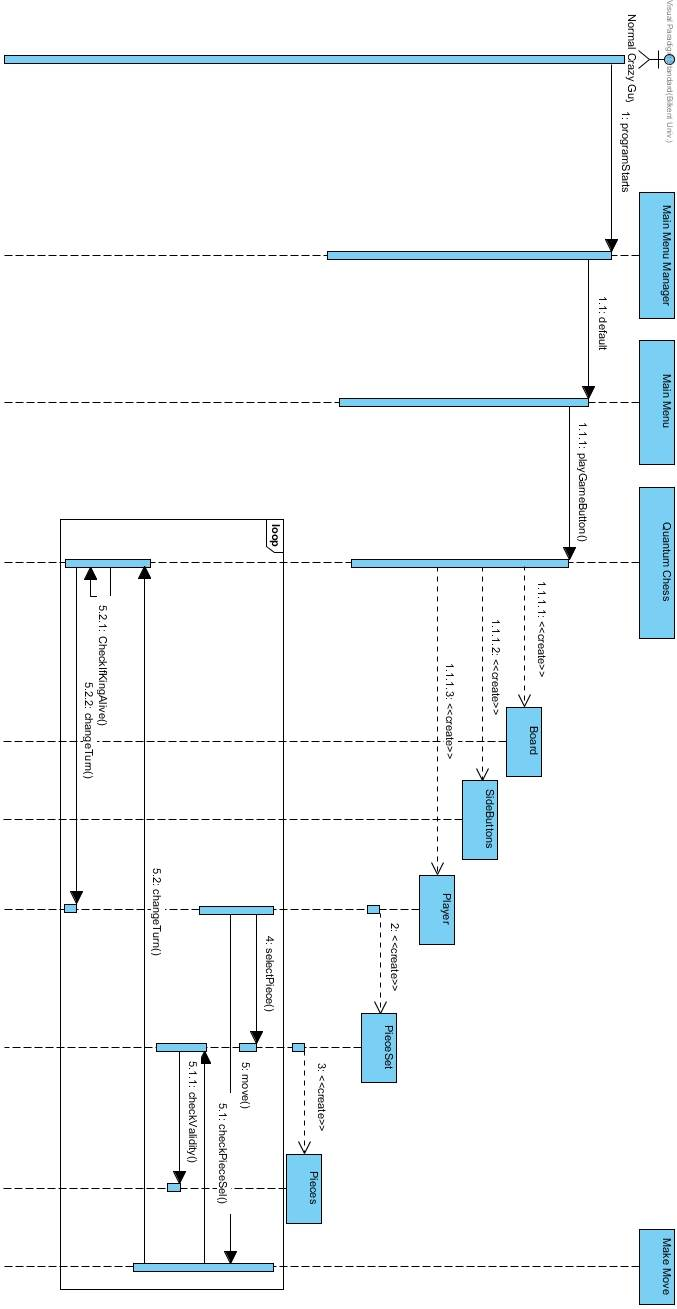 Visual Paradig tandard(Bilkent Univ.)
Normal Crazy Guy
Main Menu Manager
Main Menu
Quantum Chess
Make Move
1: programStarts
1.1: default
1.1.1: playGameButton()
1.1.1.1: <<create>>
Board
1.1.1.2: <<create>>
SideButtons
1.1.1.3: <<create>>
Player
2: <<create>>
PieceSet
3: <<create>>
Pieces
loop
4: selectPiece()
5: move()
5.1: checkPieceSel()
5.1.1: checkValidity()
5.2: changeTurn()
5.2.1: CheckIfKingAlive()
5.2.2: changeTurn()